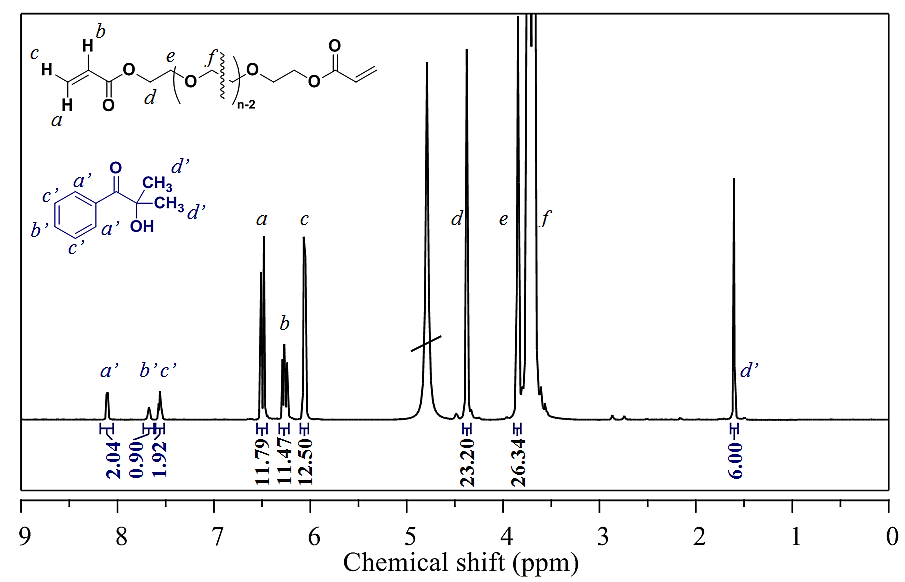 b
c
H
e
f
O
H
O
O
O
O
O
H
d
n-2
O
a
O
d'
a'
CH3
c'
CH3
d'
b'
a'
OH
c'
a
c
d
e
f
b
a'
b'
c'
d'
2.04
0.90
1.92
11.79
11.47
12.50
23.20
26.34
6.00
9 8 7 6 5 4 3 2 1 0
Chemical shift (ppm)